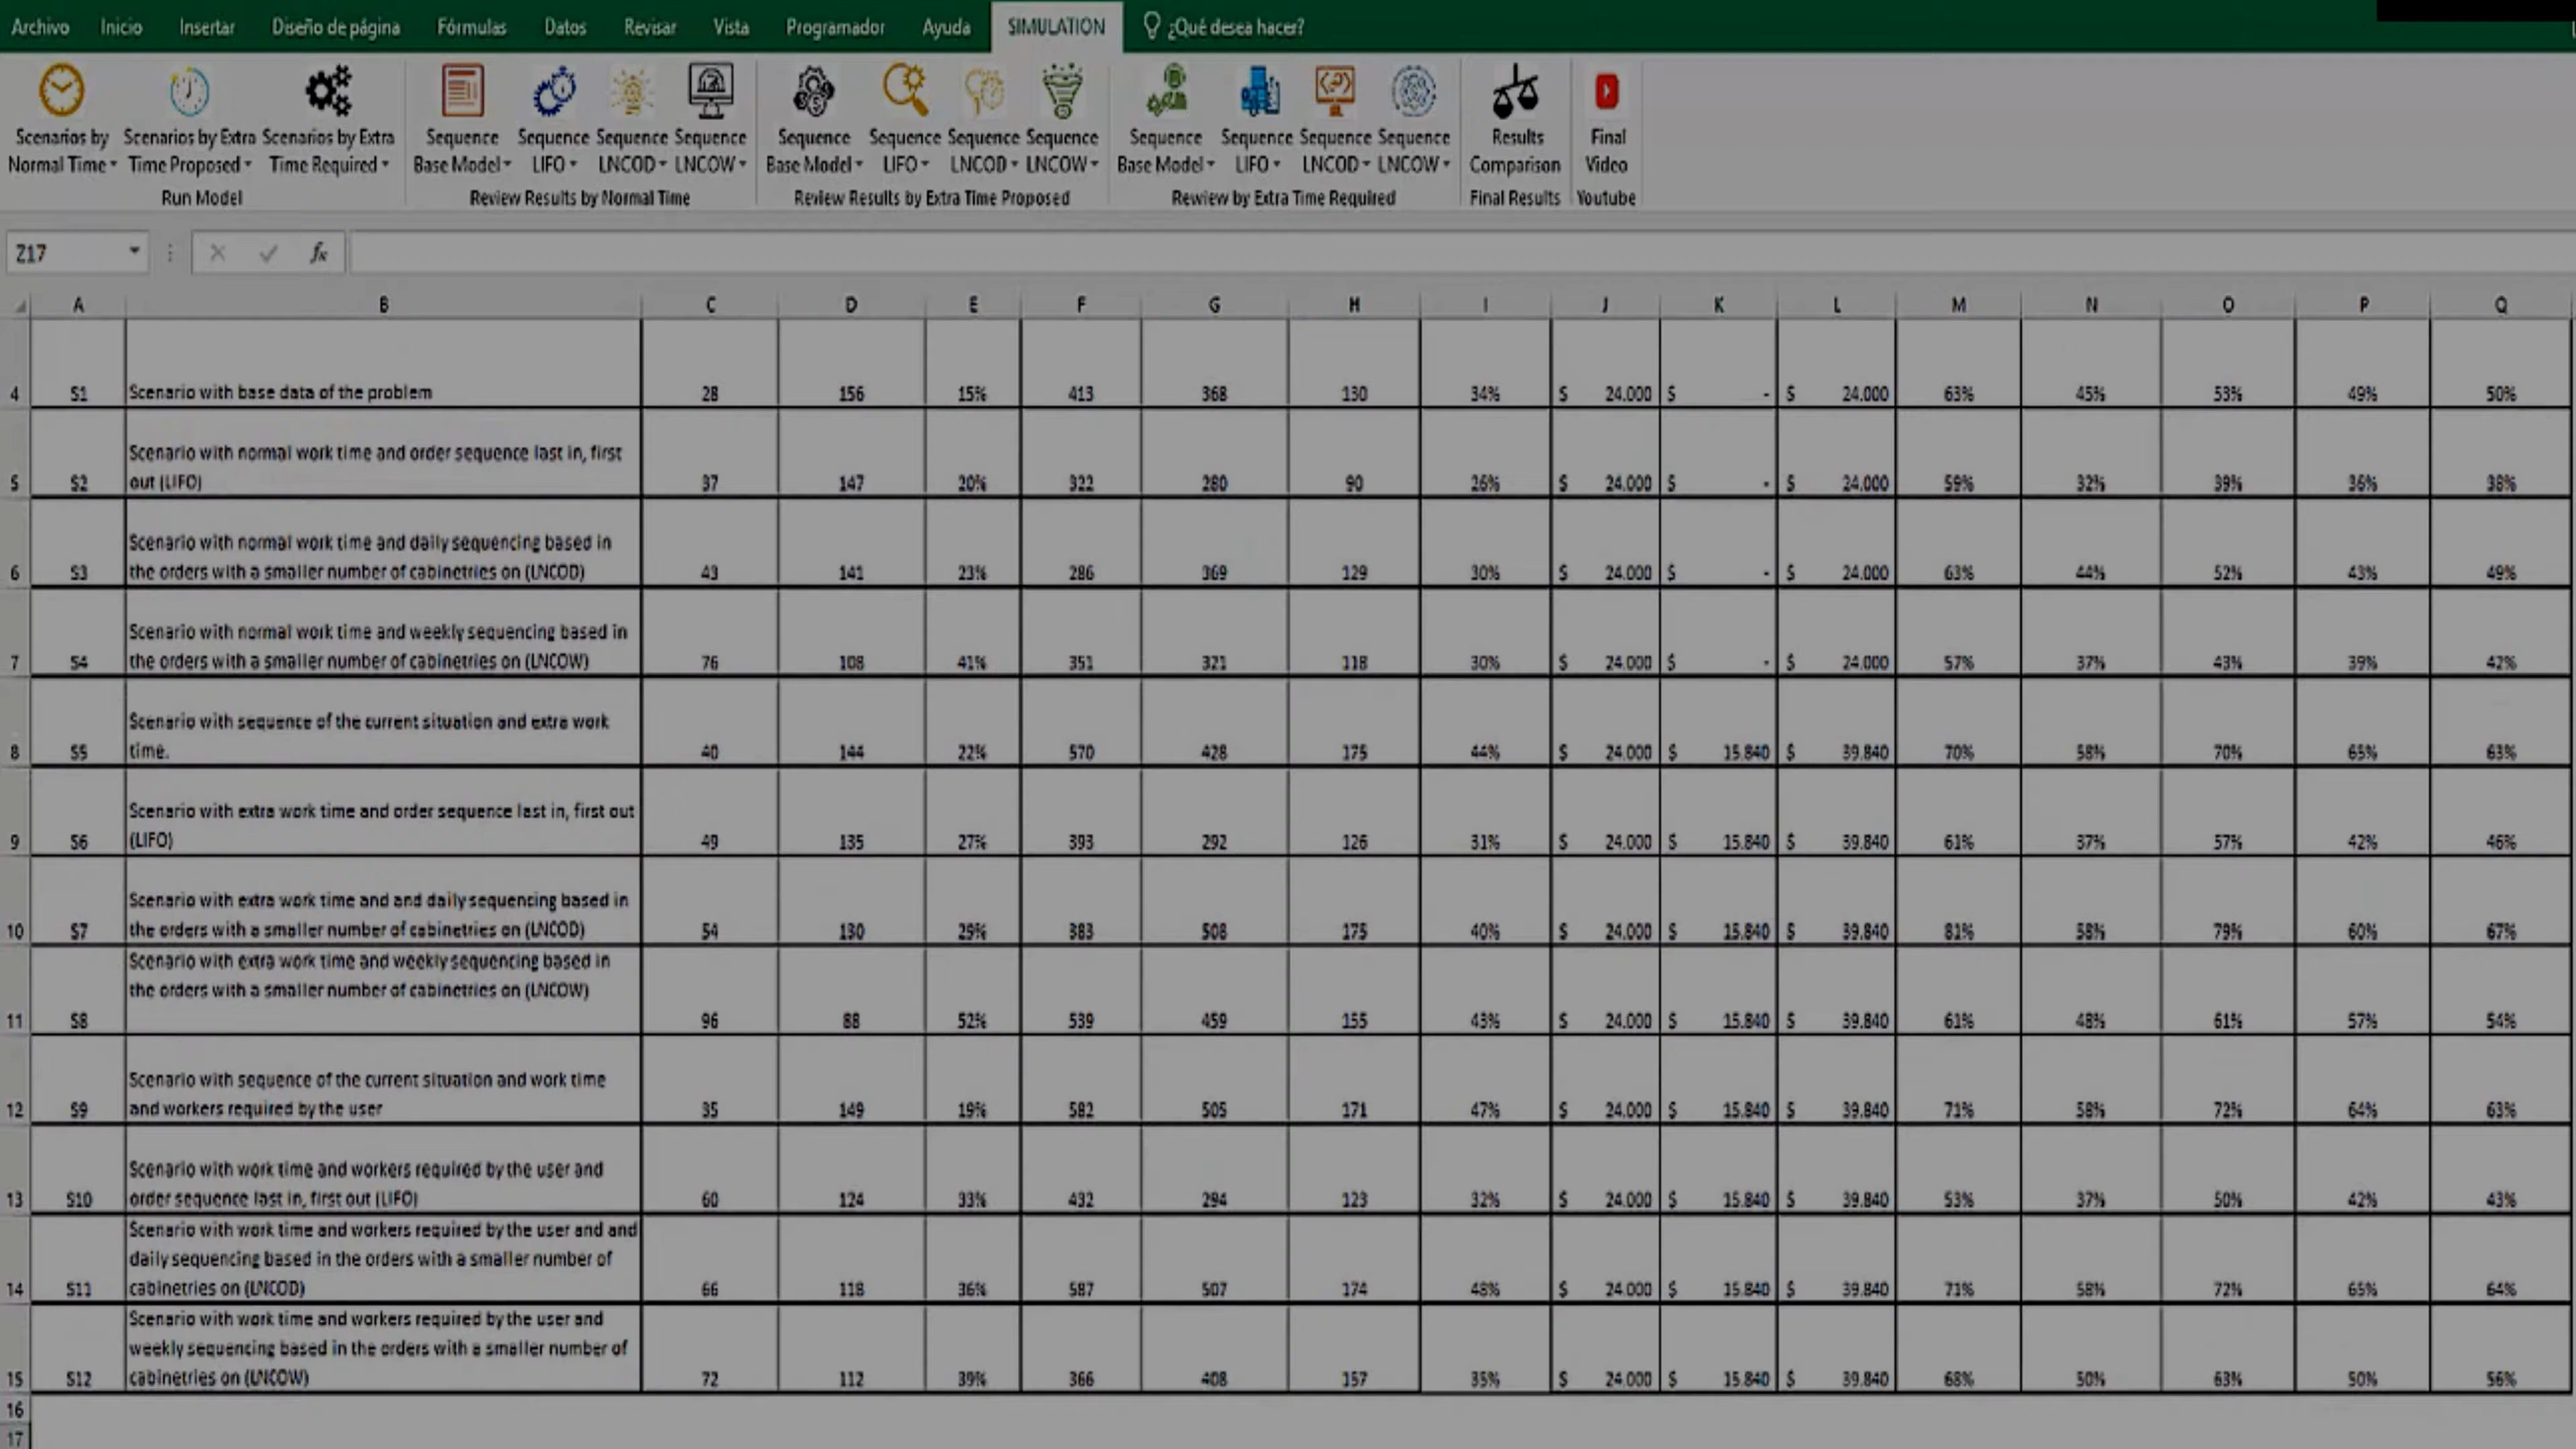 Archivo Inicio Insertar Diseño de página Fórmulas Datos Revisar Vista Programador Ayuda SIMULATION ¿Qué desea hacer?
Scenarios by Scenarios by Extra Scenarios by Extra Sequence Sequence Sequence Sequence Sequence Sequence Sequence Sequence Sequence Sequence Sequence Sequence Results Final
Normal Time Time Proposed Time Required Base Model LIFO LNCOD LNCOW Base Model LIFO LNCOD LNCOW Base Model LIFO LNCOD LNCOW Comparison Video
Run Model Review Results by Normal Time Review Results by Extra Time Proposed Rewiew by Extra Time Required Final Results Youtube
Z17 fx
A B C D E F G H I J K L M N O P Q
4 S1 Scenario with base data of the problem 28 156 15% 413 368 130 34% $ 24.000 $ - $ 24.000 63% 45% 53% 49% 50%
Scenario with normal work time and order sequence last in, first
5 S2 out (LIFO) 37 147 20% 322 280 90 26% $ 24.000 $ - $ 24.000 59% 32% 39% 36% 38%
Scenario with normal work time and daily sequencing based in
6 S3 the orders with a smaller number of cabinetries on (LNCOD) 43 141 23% 286 369 129 30% $ 24.000 $ - $ 24.000 63% 44% 52% 43% 49%
Scenario with normal work time and weekly sequencing based in
7 S4 the orders with a smaller number of cabinetries on (LNCOW) 76 108 41% 351 321 118 30% $ 24.000 $ - $ 24.000 57% 37% 43% 39% 42%
Scenario with sequence of the current situation and extra work
8 S5 time. 40 144 22% 570 428 175 44% $ 24.000 $ 15.840 $ 39.840 70% 58% 70% 65% 63%
Scenario with extra work time and order sequence last in, first out
9 S6 (LIFO) 49 135 27% 393 292 126 31% $ 24.000 $ 15.840 $ 39.840 61% 37% 57% 42% 46%
Scenario with extra work time and and daily sequencing based in
10 S7 the orders with a smaller number of cabinetries on (LNCOD) 54 130 29% 383 508 175 40% $ 24.000 $ 15.840 $ 39.840 81% 58% 79% 60% 67%
Scenario with extra work time and weekly sequencing based in
the orders with a smaller number of cabinetries on (LNCOW)
11 S8 96 88 52% 539 459 155 43% $ 24.000 $ 15.840 $ 39.840 61% 48% 61% 57% 54%
Scenario with sequence of the current situation and work time
12 S9 and workers required by the user 35 149 19% 582 505 171 47% $ 24.000 $ 15.840 $ 39.840 71% 58% 72% 64% 63%
Scenario with work time and workers required by the user and
13 S10 order sequence last in, first out (LIFO) 60 124 33% 432 294 123 32% $ 24.000 $ 15.840 $ 39.840 53% 37% 50% 42% 43%
Scenario with work time and workers required by the user and and
daily sequencing based in the orders with a smaller number of
14 S11 cabinetries on (LNCOD) 66 118 36% 587 507 174 48% $ 24.000 $ 15.840 $ 39.840 71% 58% 72% 65% 64%
Scenario with work time and workers required by the user and
weekly sequencing based in the orders with a smaller number of
15 S12 cabinetries on (LNCOW) 72 112 39% 366 408 157 35% $ 24.000 $ 15.840 $ 39.840 68% 50% 63% 50% 56%
16
17